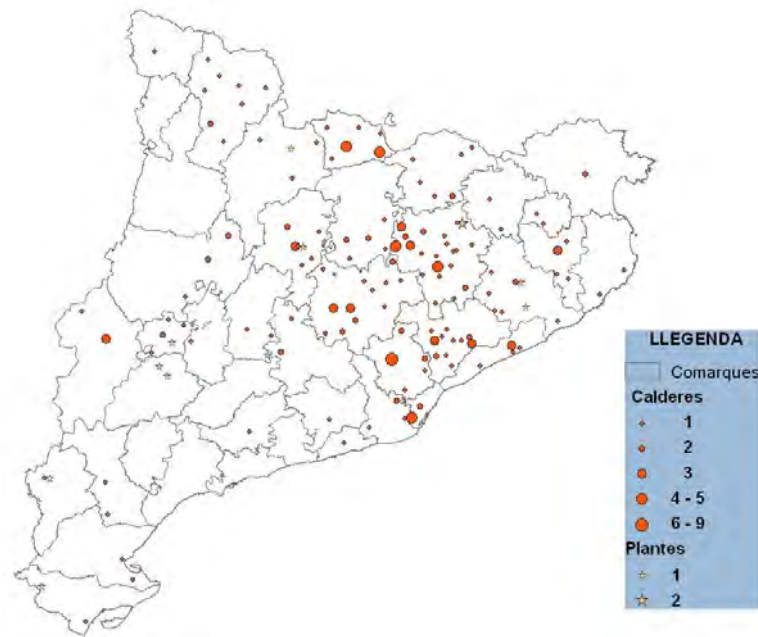 LLEGENDA
Comarques
Calderes
1
2
3
4 - 5
6 - 9
Plantes
1
2